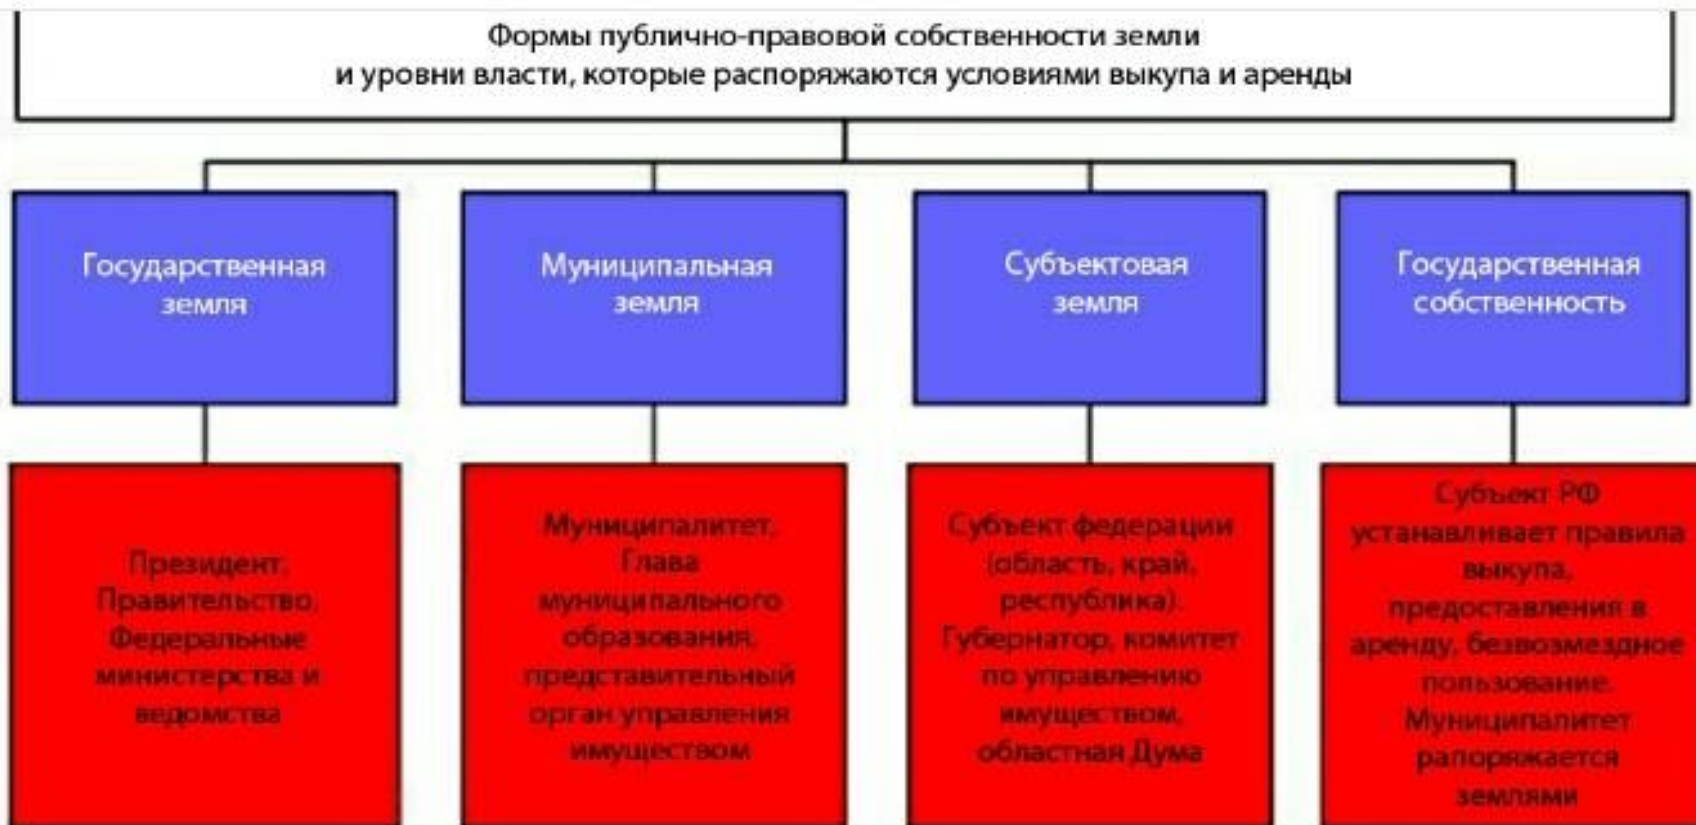 Формы публично-правовой собственности земли
и уровни власти, которые распоряжаются условиями выкупа и аренды
Государственная
земля
Муниципальная
земля
Субъектовая
земля
Государственная
собственность
Президент,
Правительство,
Федеральные
министерства и
ведомства
Муниципалитет,
Глава
муниципального
образования,
представительный
орган управления
имуществом
Субъект федерации
(область, край,
республика).
Губернатор, комитет
по управлению
имуществом,
областная Дума
Субъект РФ
устанавливает правила
выкупа,
предоставления в
аренду, безвозмездное
пользование.
Муниципалитет
рапоряжается
землями